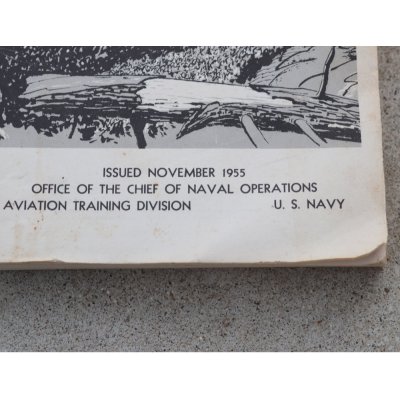 ISSUED NOVEMBER 1955
OFFICE OF THE CHIEF OF NAVAL OPERATIONS
AVIATION TRAINING DIVISION U. S. NAVY